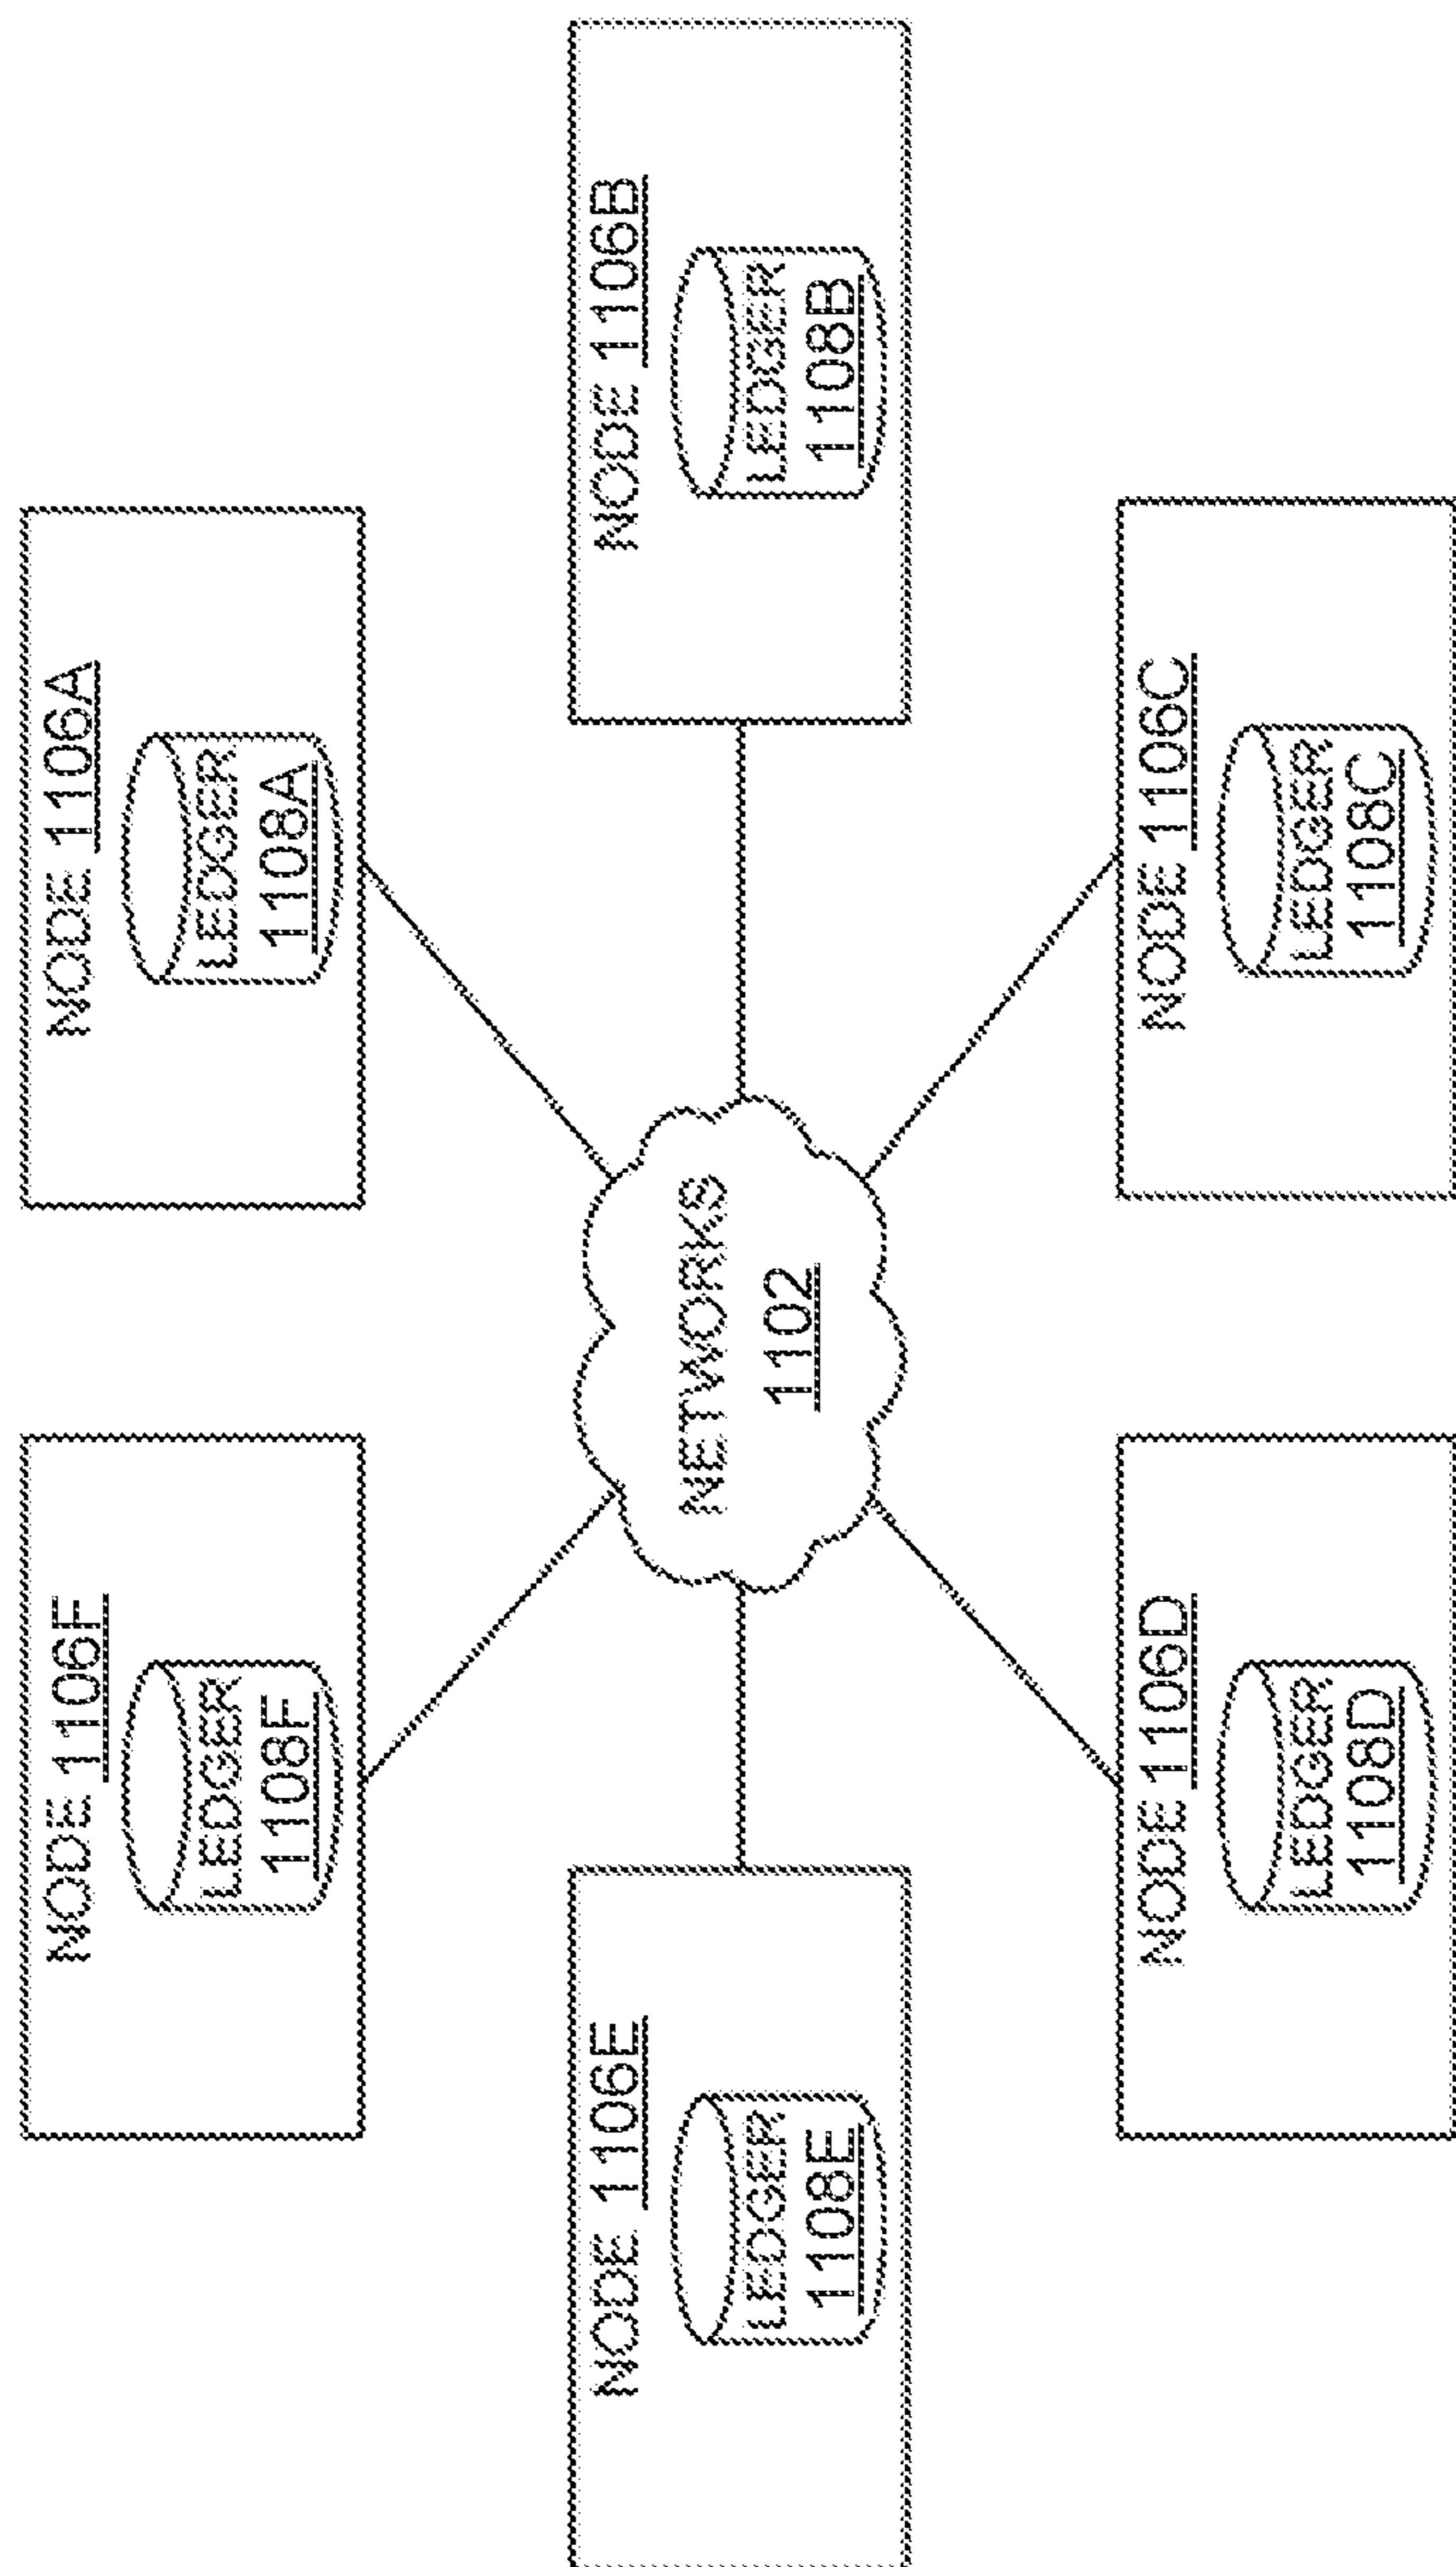 NODE 1106F
LEDGER
1108F
NODE 1106A
LEDGER
1108A
NODE 1106E
LEDGER
1108E
NETWORKS
1102
NODE 1106B
LEDGER
1108B
NODE 1106D
LEDGER
1108D
NODE 1106C
LEDGER
1108C